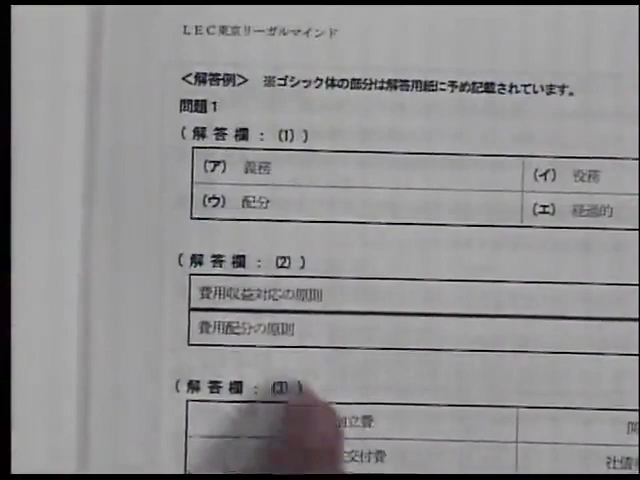 LEC東京リーガルマインド
＜解答例＞ ※ゴシック体の部分は解答用紙に予め記載されています。
問題1
(解答欄：(1))
(ア) 義務 (イ) 役務
(ウ) 配分 (エ) 経過的
(解答欄：(2))
費用収益対応の原則
費用配分の原則
(解答欄：(3))
立費
交付費 社債